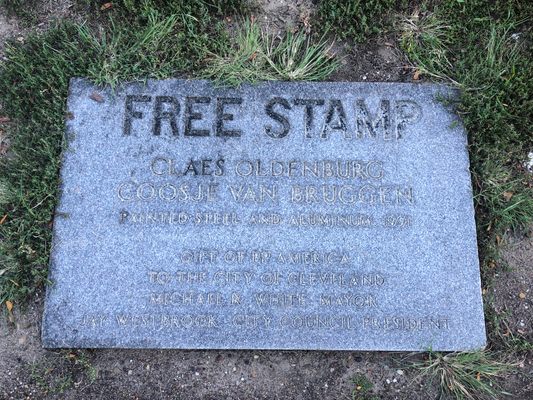 FREE STAMP
CLAES OLDENBURG
COOSJE VAN BRUGGEN
PAINTED STEEL AND ALUMINUM, 1991
GIFT OF BP AMERICA
TO THE CITY OF CLEVELAND
MICHAEL R. WHITE, MAYOR
JAY WESTBROOK, CITY COUNCIL PRESIDENT